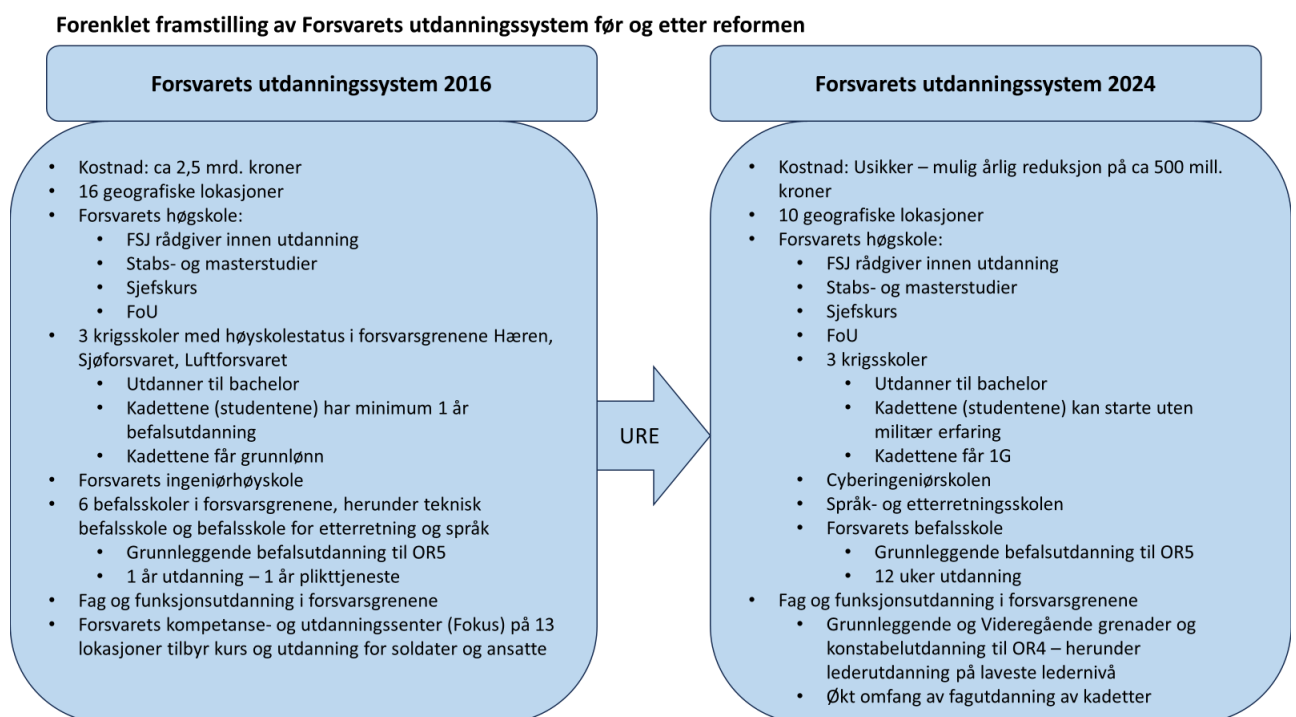 Forenklet framstilling av Forsvarets utdanningssystem før og etter reformen
Forsvarets utdanningssystem 2016
• Kostnad: ca 2,5 mrd. kroner
• 16 geografiske lokasjoner
• Forsvarets høgskole:
• FSJ rådgiver innen utdanning
• Stabs- og masterstudier
• Sjefskurs
• FoU
• 3 krigsskoler med høyskolestatus i forsvarsgrenene Hæren,
Sjøforsvaret, Luftforsvaret
• Utdanner til bachelor
• Kadettene (studentene) har minimum 1 år
befalsutdanning
• Kadettene får grunnlønn
• Forsvarets ingeniørhøyskole
• 6 befalsskoler i forsvarsgrenene, herunder teknisk
befalsskole og befalsskole for etterretning og språk
• Grunnleggende befalsutdanning til OR5
• 1 år utdanning – 1 år plikttjeneste
• Fag og funksjonsutdanning i forsvarsgrenene
• Forsvarets kompetanse- og utdanningssenter (Fokus) på 13
lokasjoner tilbyr kurs og utdanning for soldater og ansatte
URE
Forsvarets utdanningssystem 2024
• Kostnad: Usikker – mulig årlig reduksjon på ca 500 mill.
kroner
• 10 geografiske lokasjoner
• Forsvarets høgskole:
• FSJ rådgiver innen utdanning
• Stabs- og masterstudier
• Sjefskurs
• FoU
• 3 krigsskoler
• Utdanner til bachelor
• Kadettene (studentene) kan starte uten
militær erfaring
• Kadettene får 1G
• Cyberingeniørskolen
• Språk- og etterretningsskolen
• Forsvarets befalsskole
• Grunnleggende befalsutdanning til OR5
• 12 uker utdanning
• Fag og funksjonsutdanning i forsvarsgrenene
• Grunnleggende og Videregående grenader og
konstabelutdanning til OR4 – herunder
lederutdanning på laveste ledernivå
• Økt omfang av fagutdanning av kadetter